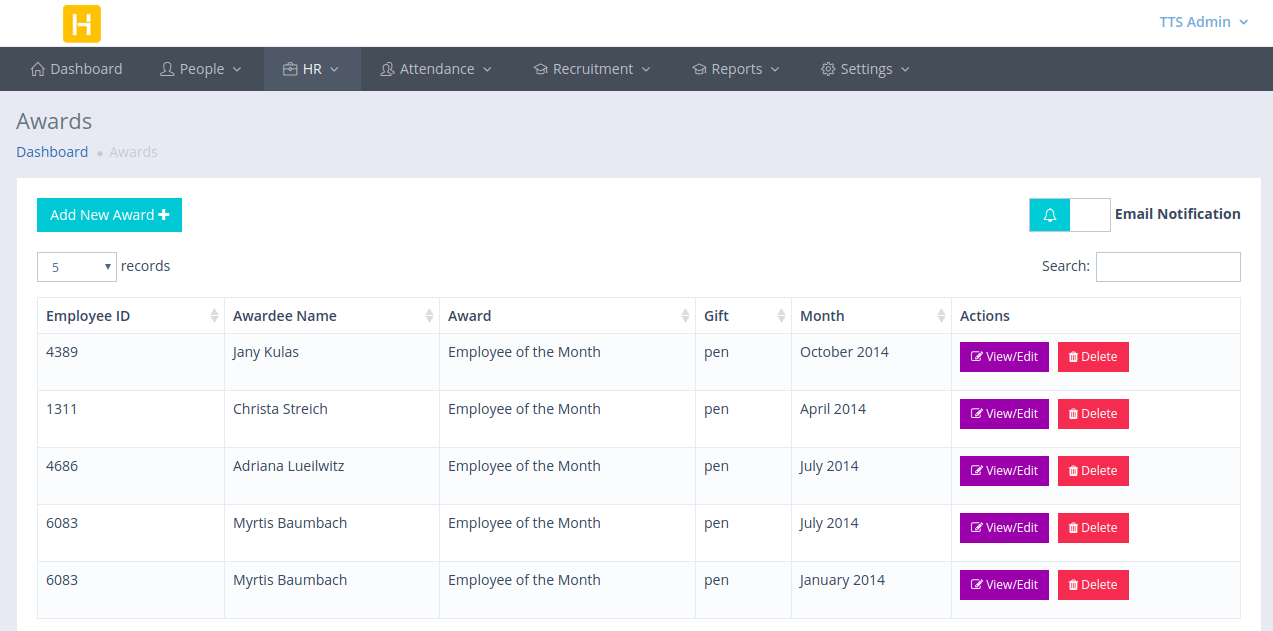 H
TTS Admin
Dashboard People HR Attendance Recruitment Reports Settings
Awards
Dashboard Awards
Add New Award
Email Notification
5 records
Search:
Employee ID Awardee Name Award Gift Month Actions
4389 Jany Kulas Employee of the Month pen October 2014 View/Edit Delete
1311 Christa Streich Employee of the Month pen April 2014 View/Edit Delete
4686 Adriana Lueilwitz Employee of the Month pen July 2014 View/Edit Delete
6083 Myrtis Baumbach Employee of the Month pen July 2014 View/Edit Delete
6083 Myrtis Baumbach Employee of the Month pen January 2014 View/Edit Delete